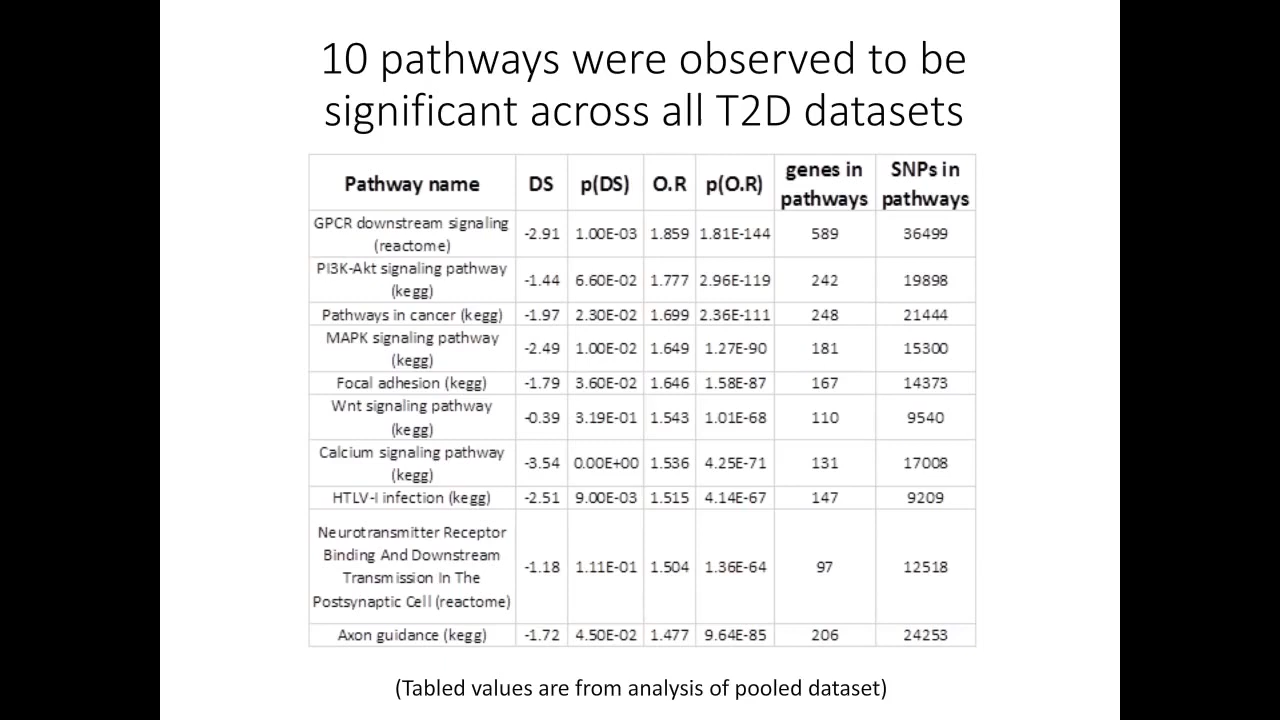 10 pathways were observed to be
significant across all T2D datasets
Pathway name DS p(DS) O.R p(O.R) genes in pathways SNPs in pathways
GPCR downstream signaling (reactome) -2.91 1.00E-03 1.859 1.81E-144 589 36499
PI3K-Akt signaling pathway (kegg) -1.44 6.60E-02 1.777 2.96E-119 242 19898
Pathways in cancer (kegg) -1.97 2.30E-02 1.699 2.36E-111 248 21444
MAPK signaling pathway (kegg) -2.49 1.00E-02 1.649 1.27E-90 181 15300
Focal adhesion (kegg) -1.79 3.60E-02 1.646 1.58E-87 167 14373
Wnt signaling pathway (kegg) -0.39 3.19E-01 1.543 1.01E-68 110 9540
Calcium signaling pathway (kegg) -3.54 0.00E+00 1.536 4.25E-71 131 17008
HTLV-I infection (kegg) -2.51 9.00E-03 1.515 4.14E-67 147 9209
Neurotransmitter Receptor Binding And Downstream Transmission In The Postsynaptic Cell (reactome) -1.18 1.11E-01 1.504 1.36E-64 97 12518
Axon guidance (kegg) -1.72 4.50E-02 1.477 9.64E-85 206 24253
(Tabled values are from analysis of pooled dataset)